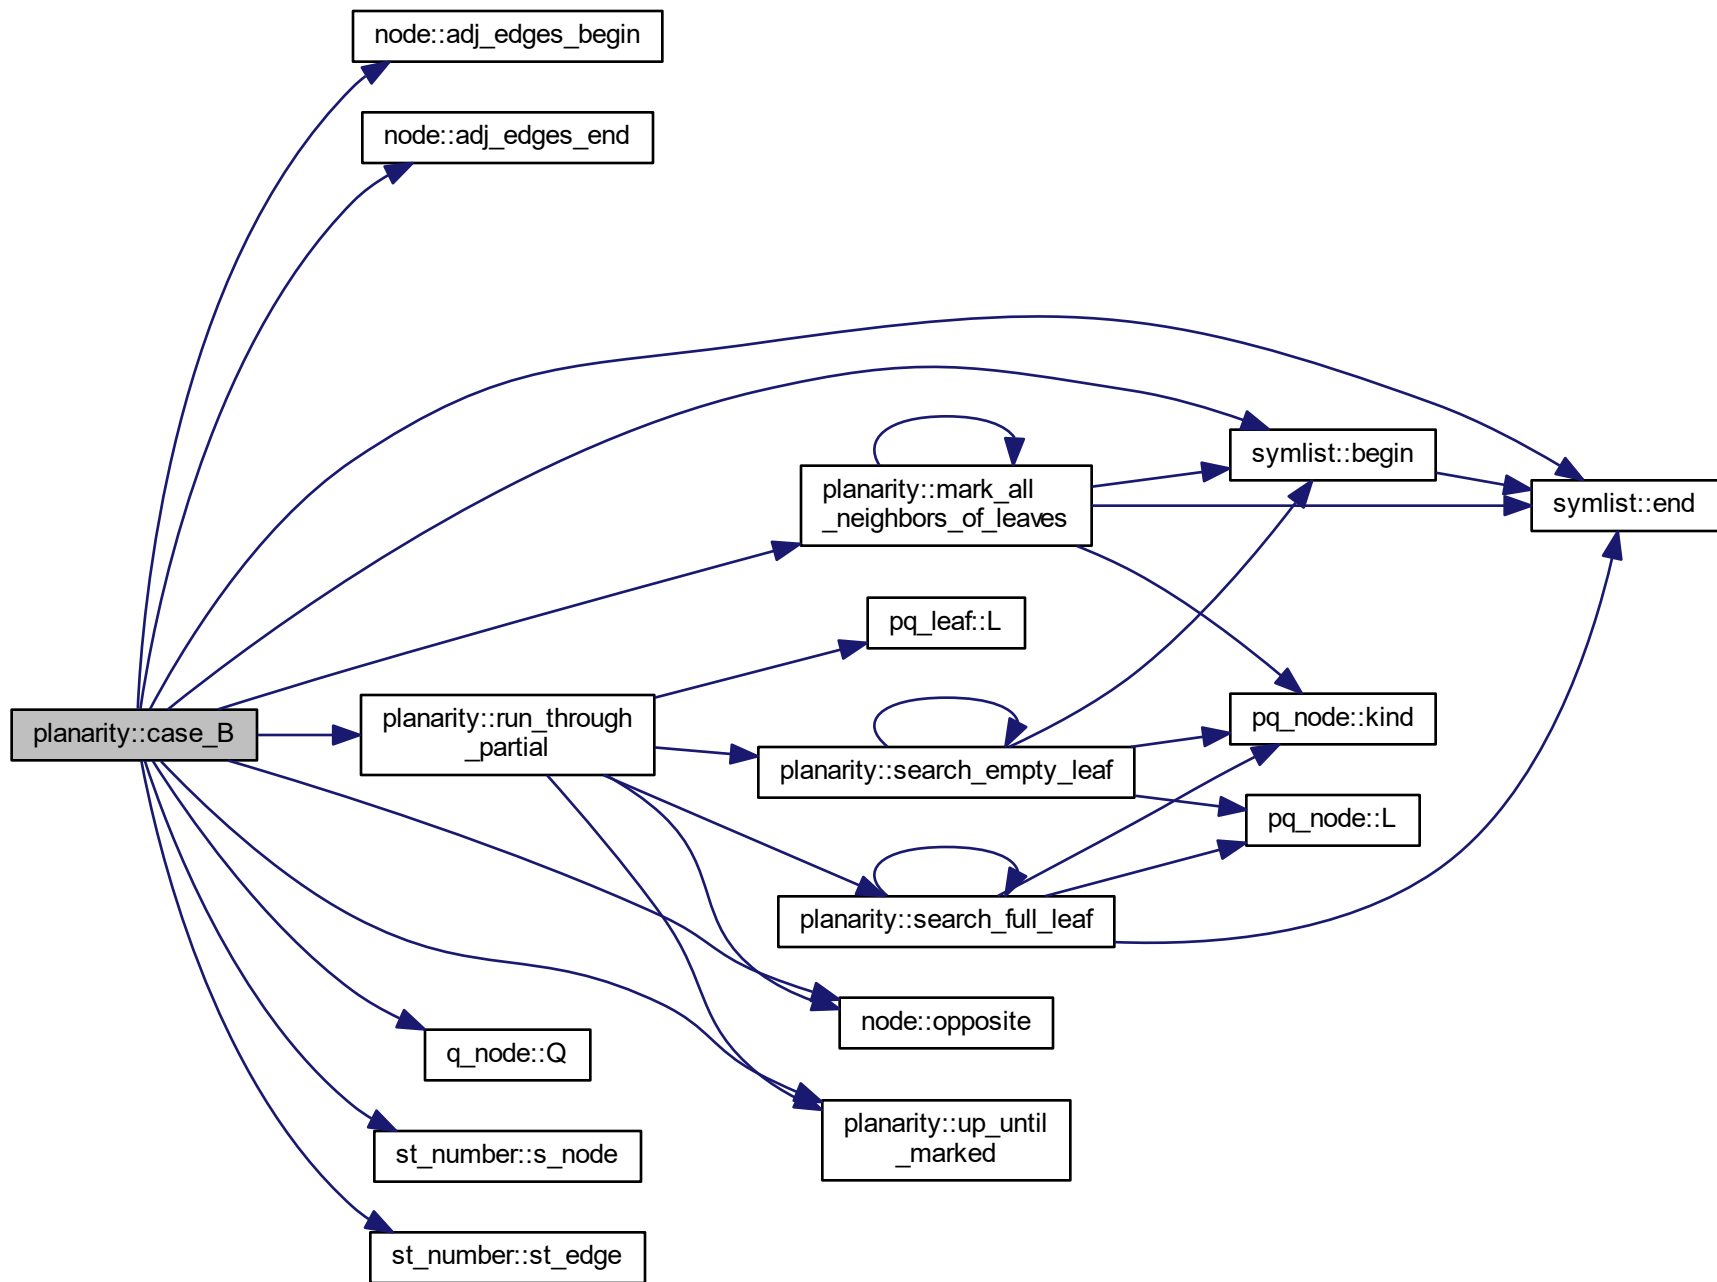 node::adj_edges_begin
node::adj_edges_end
symlist::begin
planarity::mark_all
_neighbors_of_leaves
symlist::end
pq_leaf::L
planarity::run_through
_partial
pq_node::kind
planarity::case_B
planarity::search_empty_leaf
pq_node::L
planarity::search_full_leaf
node::opposite
q_node::Q
planarity::up_until
_marked
st_number::s_node
st_number::st_edge